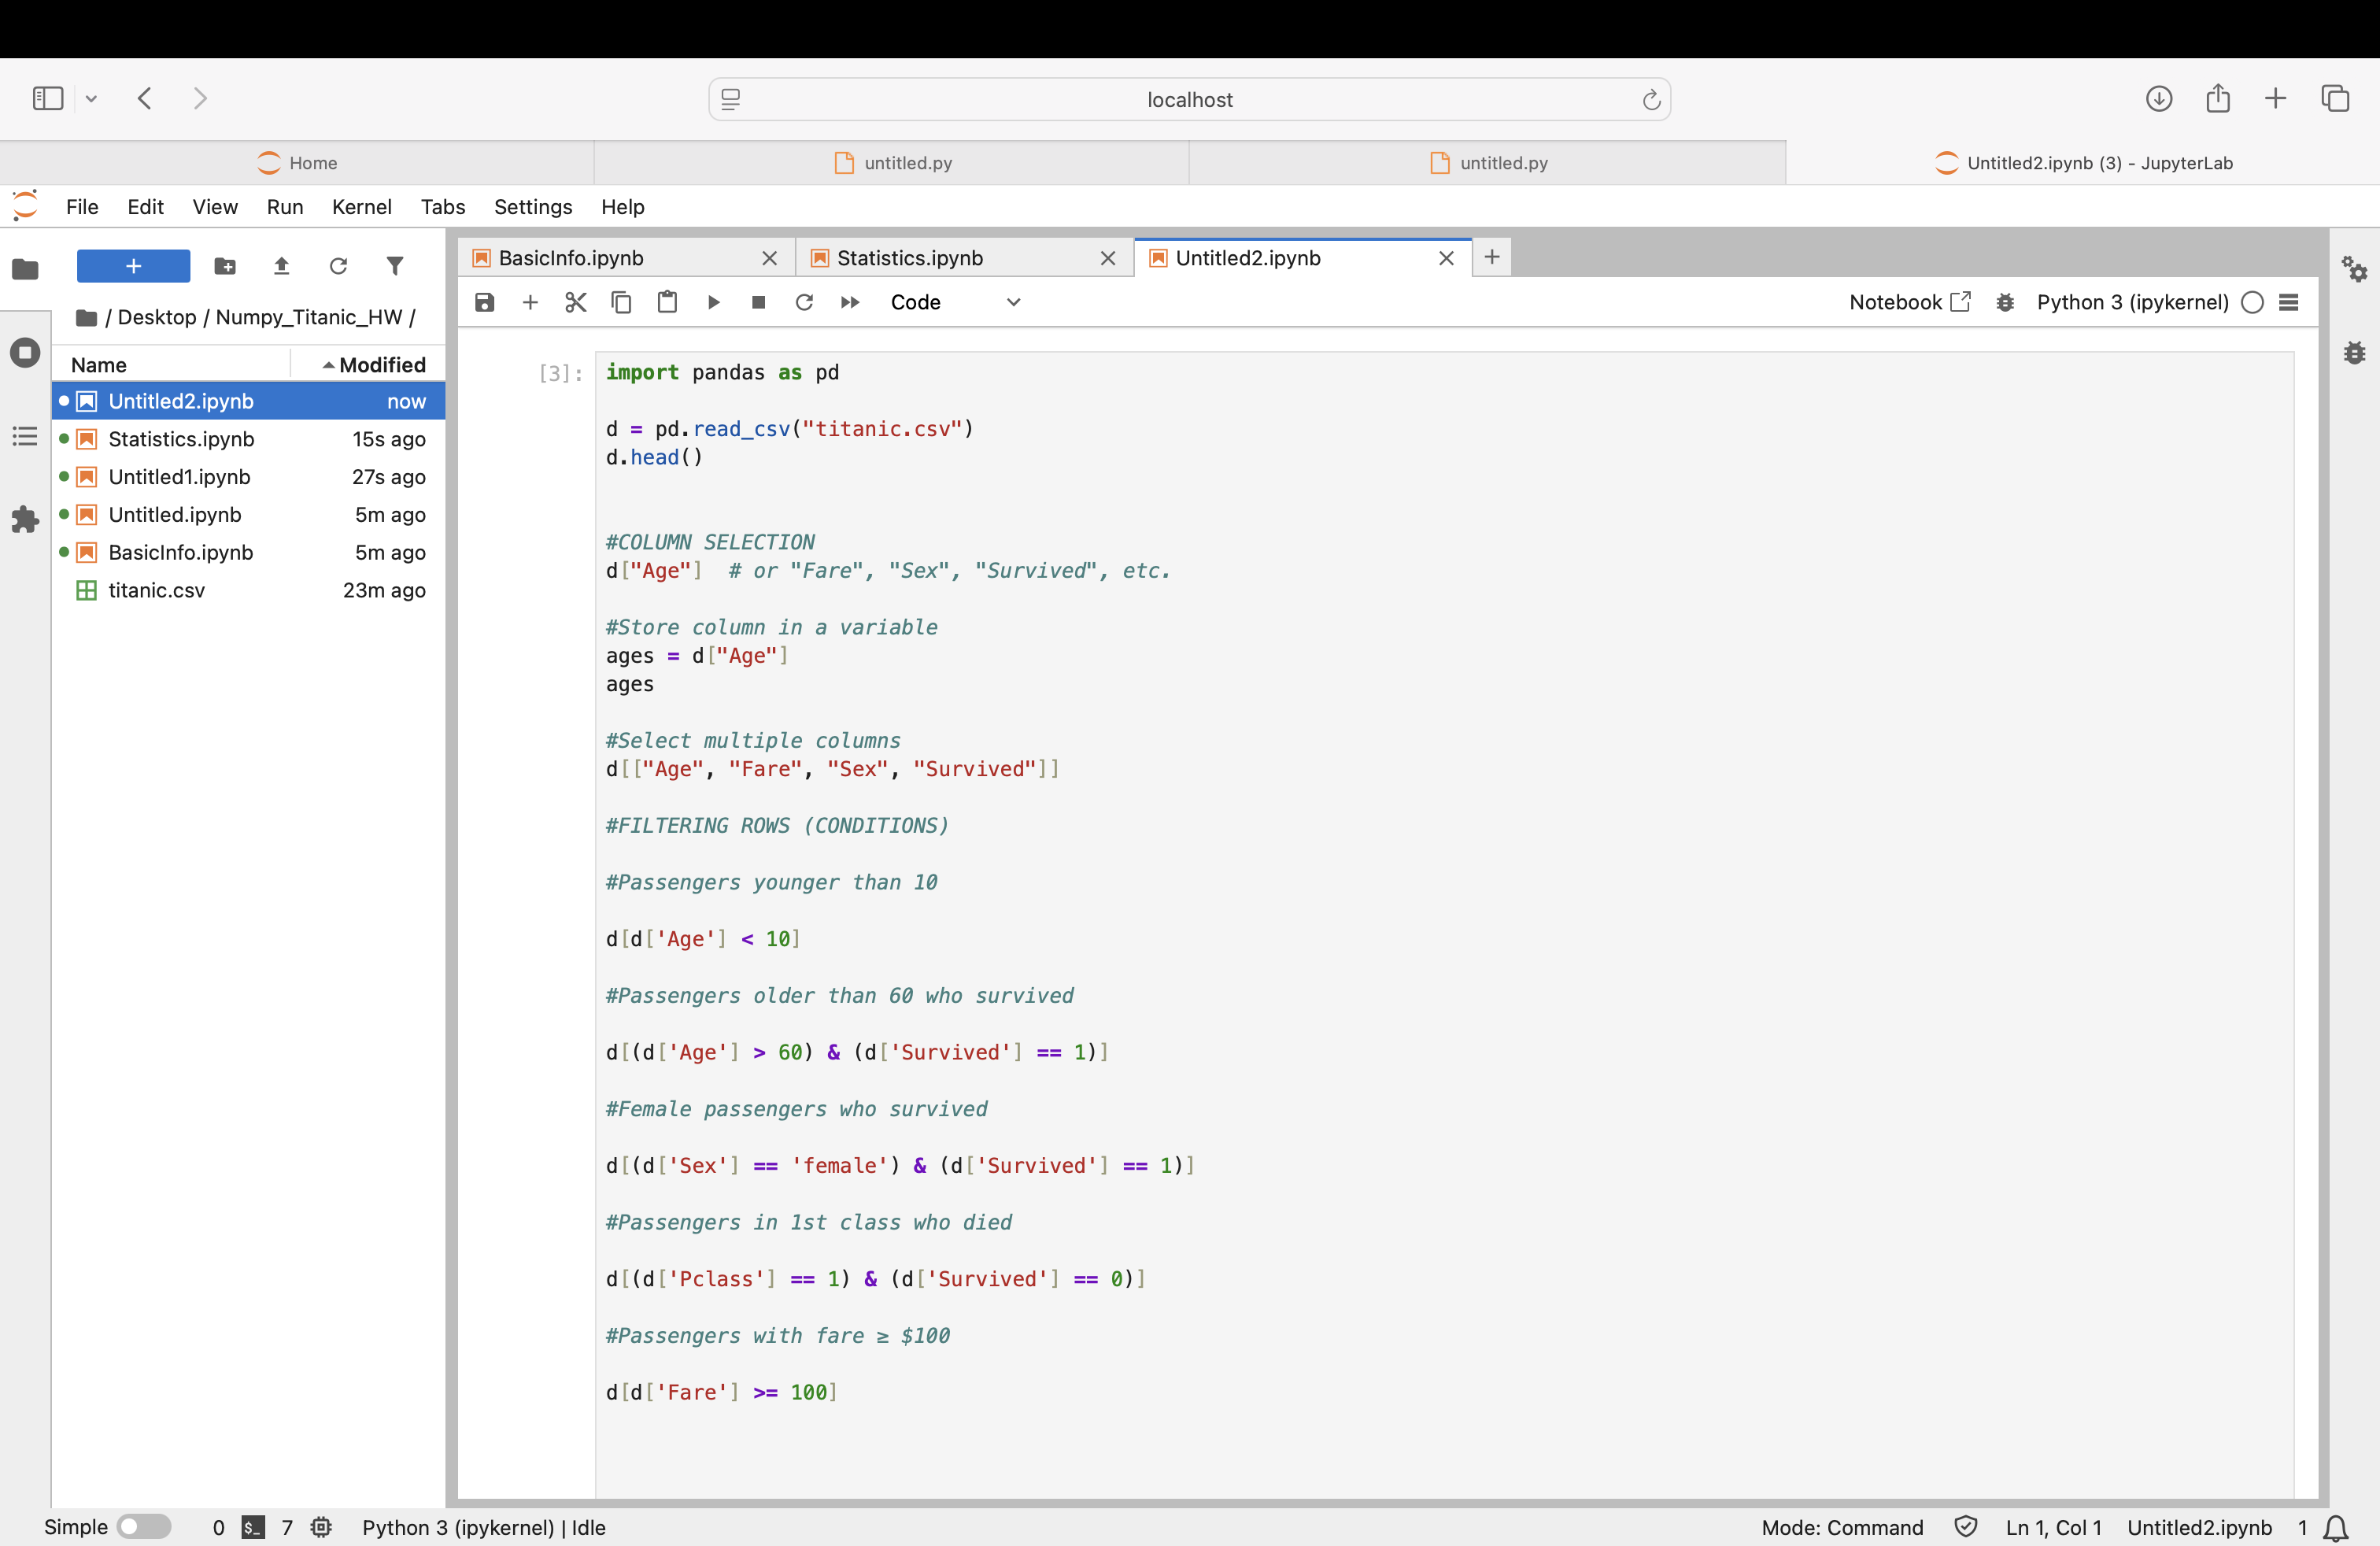 localhost
Home
untitled.py
untitled.py
Untitled2.ipynb (3) - JupyterLab
File Edit View Run Kernel Tabs Settings Help
BasicInfo.ipynb
Statistics.ipynb
Untitled2.ipynb
Code
Notebook
Python 3 (ipykernel)
/ Desktop / Numpy_Titanic_HW /
Name Modified
Untitled2.ipynb now
Statistics.ipynb 15s ago
Untitled1.ipynb 27s ago
Untitled.ipynb 5m ago
BasicInfo.ipynb 5m ago
titanic.csv 23m ago
[3]:
import pandas as pd
d = pd.read_csv("titanic.csv")
d.head()
#COLUMN SELECTION
d["Age"]  # or "Fare", "Sex", "Survived", etc.
#Store column in a variable
ages = d["Age"]
ages
#Select multiple columns
d[["Age", "Fare", "Sex", "Survived"]]
#FILTERING ROWS (CONDITIONS)
#Passengers younger than 10
d[d['Age'] < 10]
#Passengers older than 60 who survived
d[(d['Age'] > 60) & (d['Survived'] == 1)]
#Female passengers who survived
d[(d['Sex'] == 'female') & (d['Survived'] == 1)]
#Passengers in 1st class who died
d[(d['Pclass'] == 1) & (d['Survived'] == 0)]
#Passengers with fare ≥ $100
d[d['Fare'] >= 100]
Simple 0 $_ 7 Python 3 (ipykernel) | Idle
Mode: Command Ln 1, Col 1 Untitled2.ipynb 1